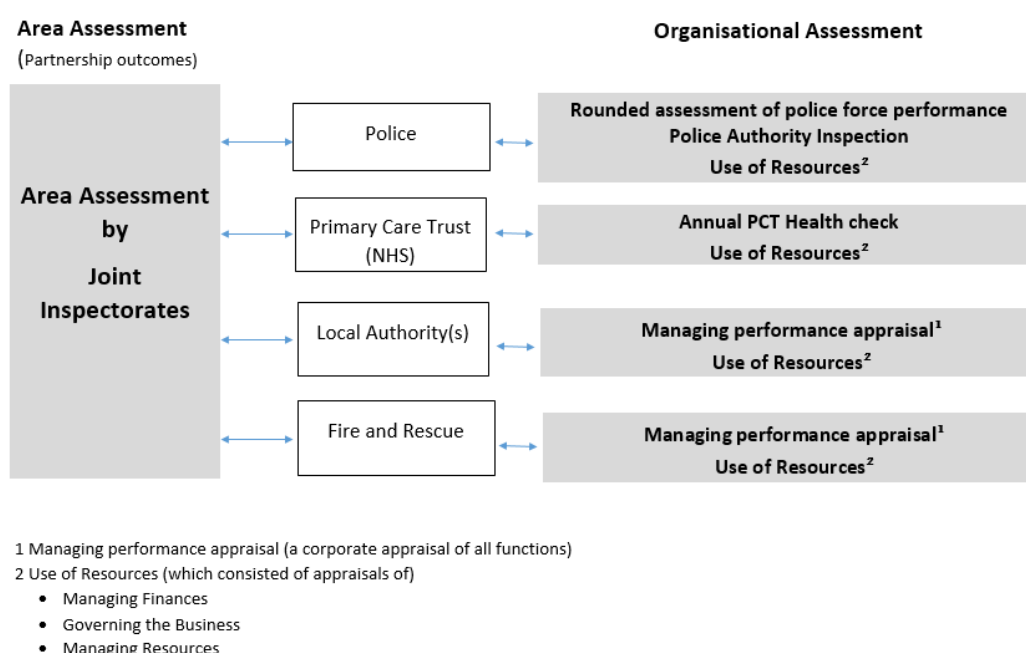 Area Assessment
(Partnership outcomes)
Organisational Assessment
Area Assessment
by
Joint
Inspectorates
Police
Rounded assessment of police force performance
Police Authority Inspection
Use of Resources²
Primary Care Trust
(NHS)
Annual PCT Health check
Use of Resources²
Local Authority(s)
Managing performance appraisal¹
Use of Resources²
Fire and Rescue
Managing performance appraisal¹
Use of Resources²
1 Managing performance appraisal (a corporate appraisal of all functions)
2 Use of Resources (which consisted of appraisals of)
• Managing Finances
• Governing the Business
• Managing Resources